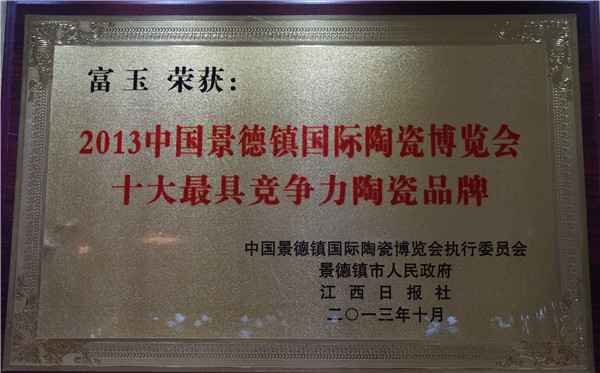 富玉 荣获：
2013中国景德镇国际陶瓷博览会
十大最具竞争力陶瓷品牌
中国景德镇国际陶瓷博览会执行委员会
景德镇市人民政府
江西日报社
二〇一三年十月